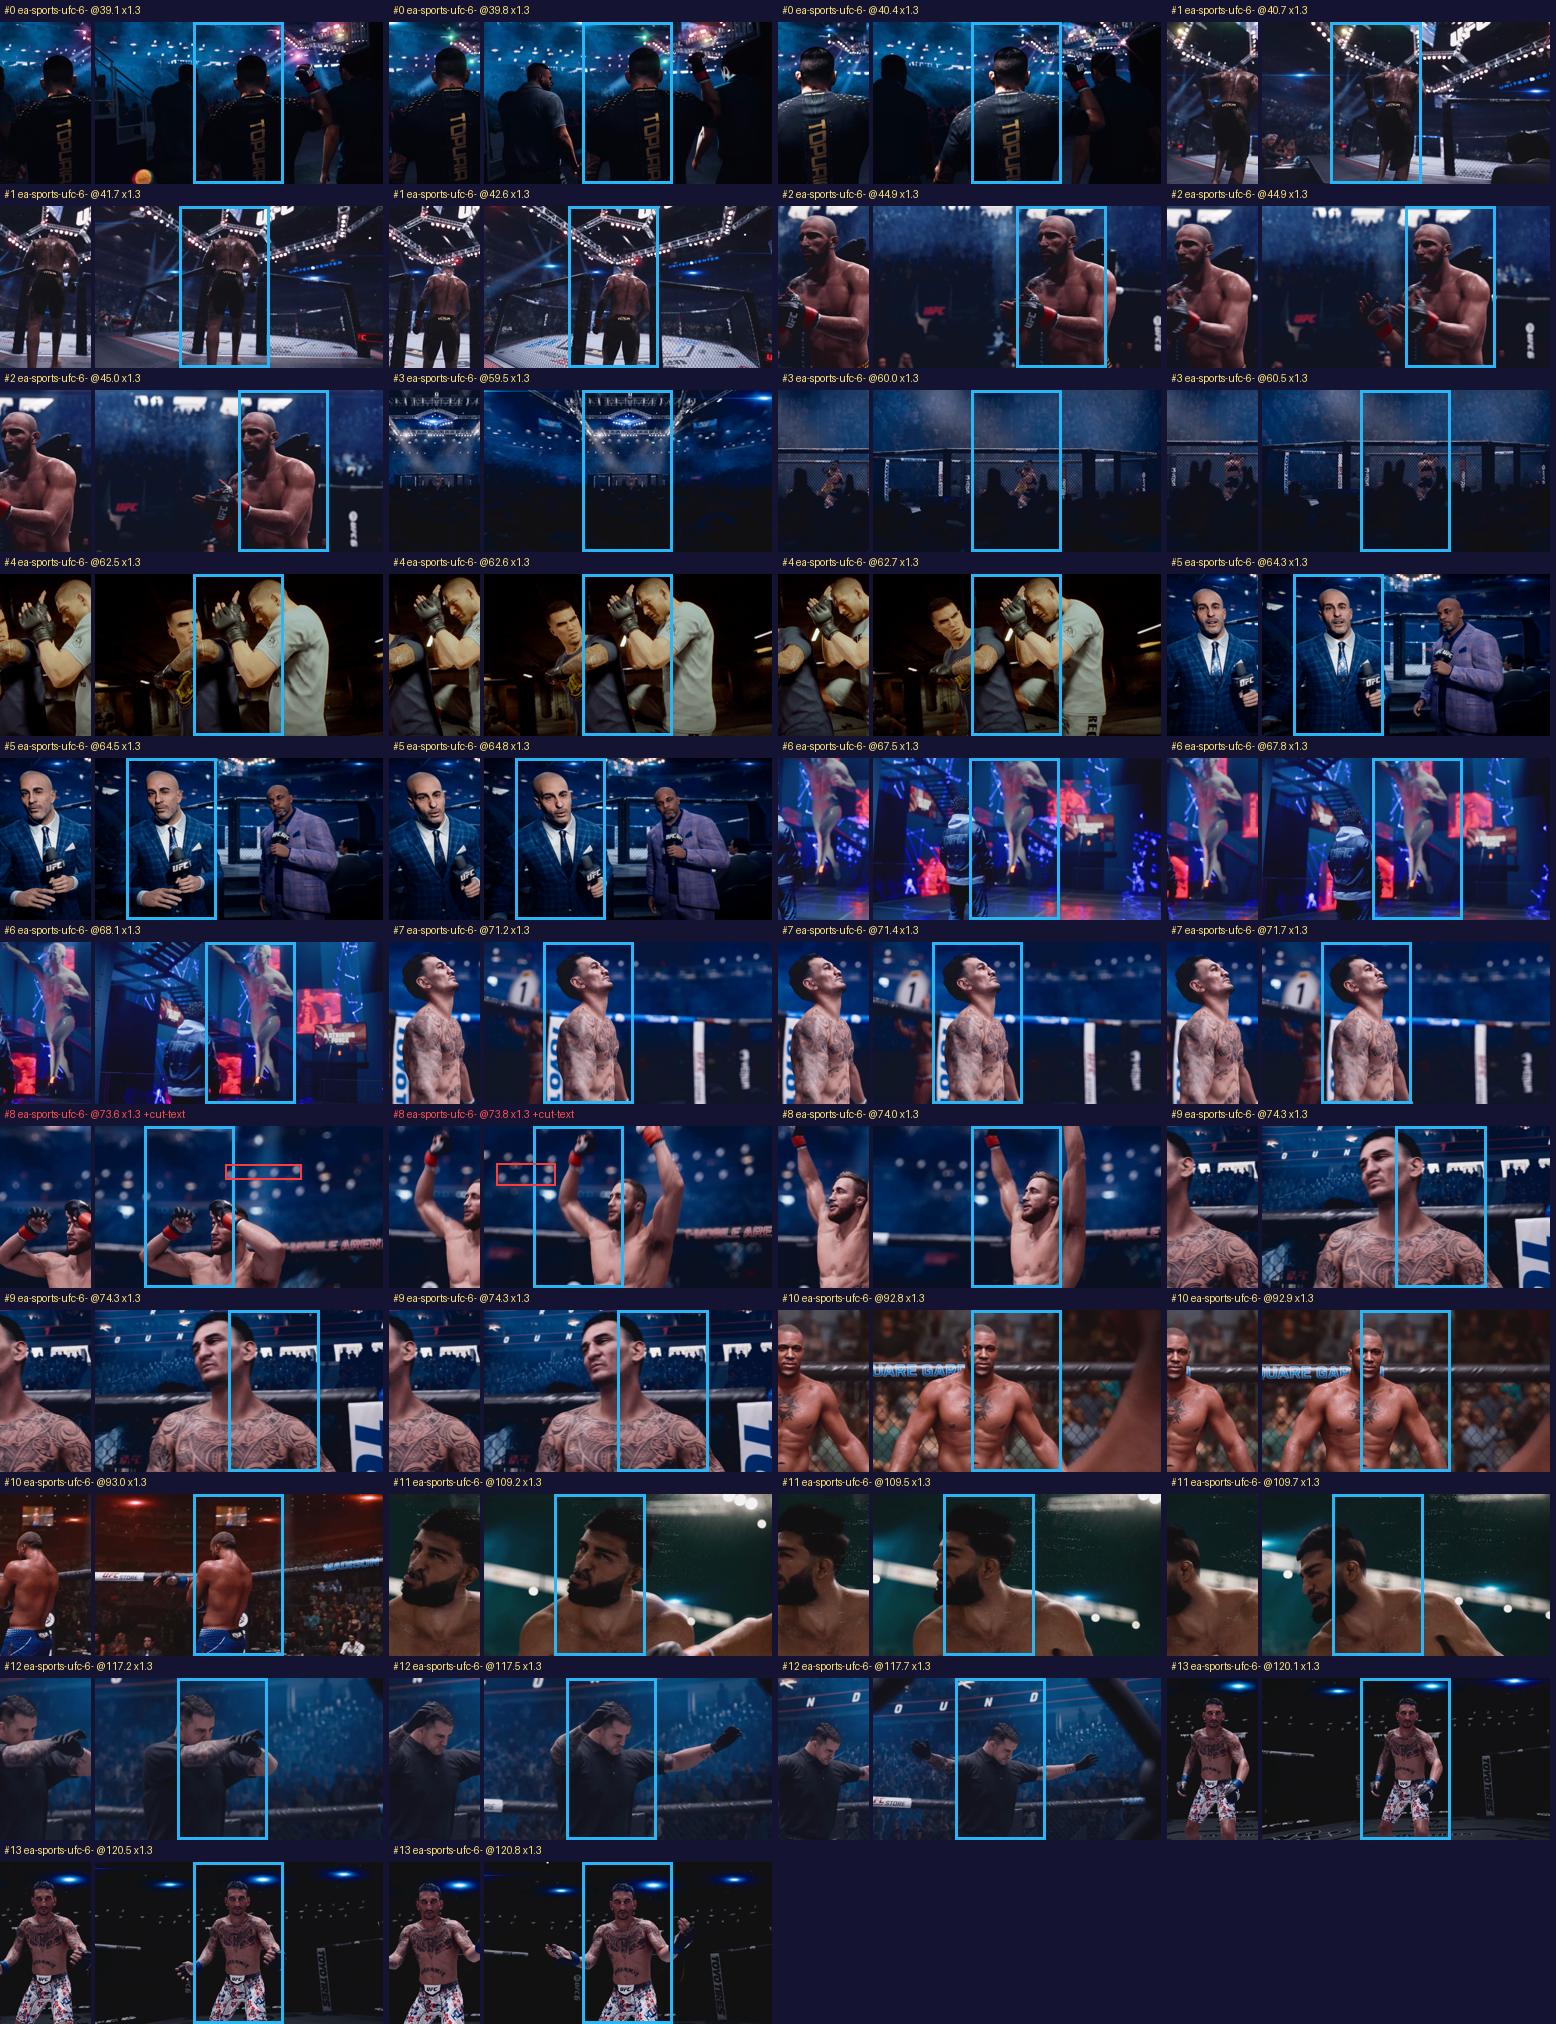 #0 ea-sports-ufc-6- @39.1 x1.3
#0 ea-sports-ufc-6- @39.8 x1.3
#0 ea-sports-ufc-6- @40.4 x1.3
#1 ea-sports-ufc-6- @40.7 x1.3
TOPURIA
TOPURIA
TOPURIA
#1 ea-sports-ufc-6- @41.7 x1.3
#1 ea-sports-ufc-6- @42.6 x1.3
#2 ea-sports-ufc-6- @44.9 x1.3
#2 ea-sports-ufc-6- @44.9 x1.3
UFC
UFC
#2 ea-sports-ufc-6- @45.0 x1.3
#3 ea-sports-ufc-6- @59.5 x1.3
#3 ea-sports-ufc-6- @60.0 x1.3
#3 ea-sports-ufc-6- @60.5 x1.3
UFC
#4 ea-sports-ufc-6- @62.5 x1.3
#4 ea-sports-ufc-6- @62.6 x1.3
#4 ea-sports-ufc-6- @62.7 x1.3
#5 ea-sports-ufc-6- @64.3 x1.3
UFC
#5 ea-sports-ufc-6- @64.5 x1.3
#5 ea-sports-ufc-6- @64.8 x1.3
#6 ea-sports-ufc-6- @67.5 x1.3
#6 ea-sports-ufc-6- @67.8 x1.3
UFC
UFC
#6 ea-sports-ufc-6- @68.1 x1.3
#7 ea-sports-ufc-6- @71.2 x1.3
#7 ea-sports-ufc-6- @71.4 x1.3
#7 ea-sports-ufc-6- @71.7 x1.3
1
1
1
#8 ea-sports-ufc-6- @73.6 x1.3 +cut-text
#8 ea-sports-ufc-6- @73.8 x1.3 +cut-text
#8 ea-sports-ufc-6- @74.0 x1.3
#9 ea-sports-ufc-6- @74.3 x1.3
#9 ea-sports-ufc-6- @74.3 x1.3
#9 ea-sports-ufc-6- @74.3 x1.3
#10 ea-sports-ufc-6- @92.8 x1.3
#10 ea-sports-ufc-6- @92.9 x1.3
#10 ea-sports-ufc-6- @93.0 x1.3
#11 ea-sports-ufc-6- @109.2 x1.3
#11 ea-sports-ufc-6- @109.5 x1.3
#11 ea-sports-ufc-6- @109.7 x1.3
UFC STORE
MADISON
#12 ea-sports-ufc-6- @117.2 x1.3
#12 ea-sports-ufc-6- @117.5 x1.3
#12 ea-sports-ufc-6- @117.7 x1.3
#13 ea-sports-ufc-6- @120.1 x1.3
N D O U N D
STORE
#13 ea-sports-ufc-6- @120.5 x1.3
#13 ea-sports-ufc-6- @120.8 x1.3
UFC
UFC